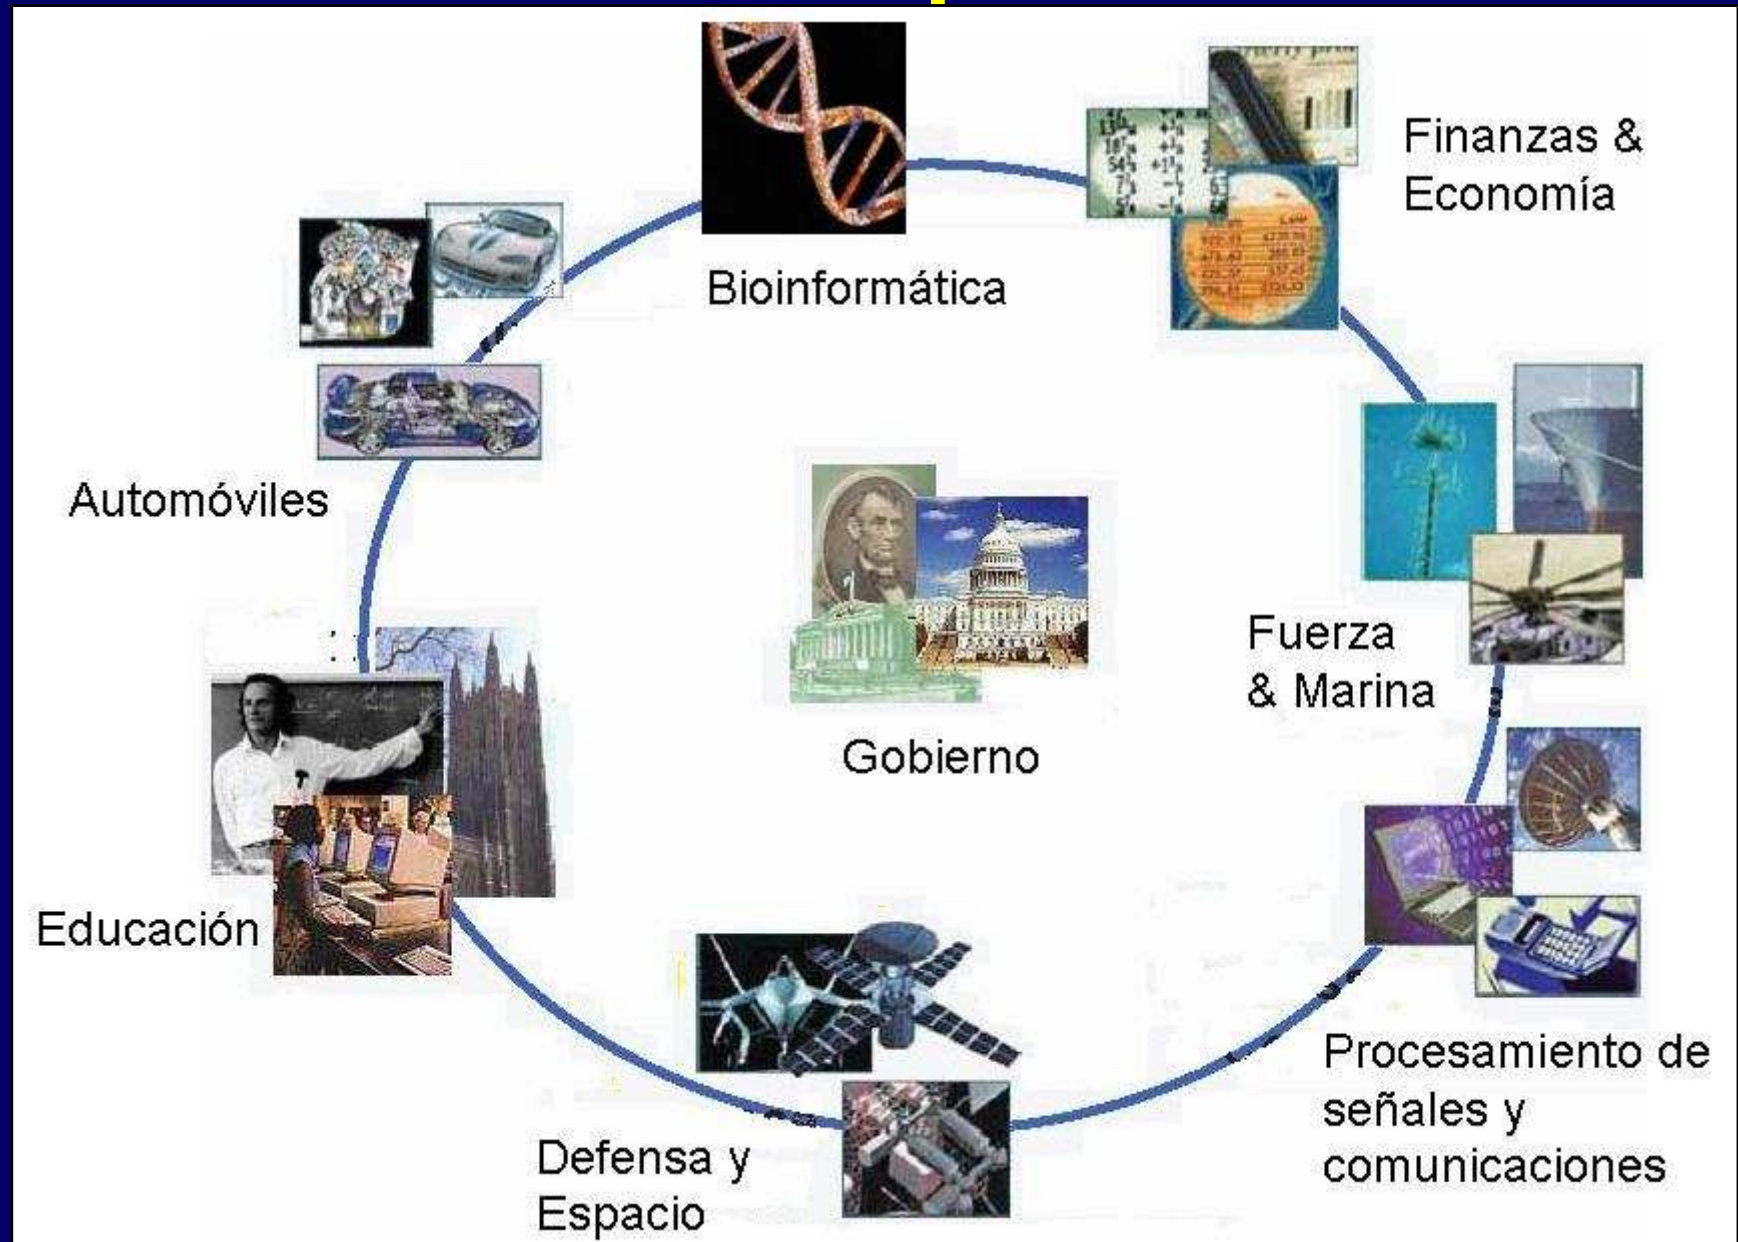 Bioinformática
Finanzas &
Economía
Automóviles
Fuerza
& Marina
Gobierno
Educación
Procesamiento de
señales y
comunicaciones
Defensa y
Espacio